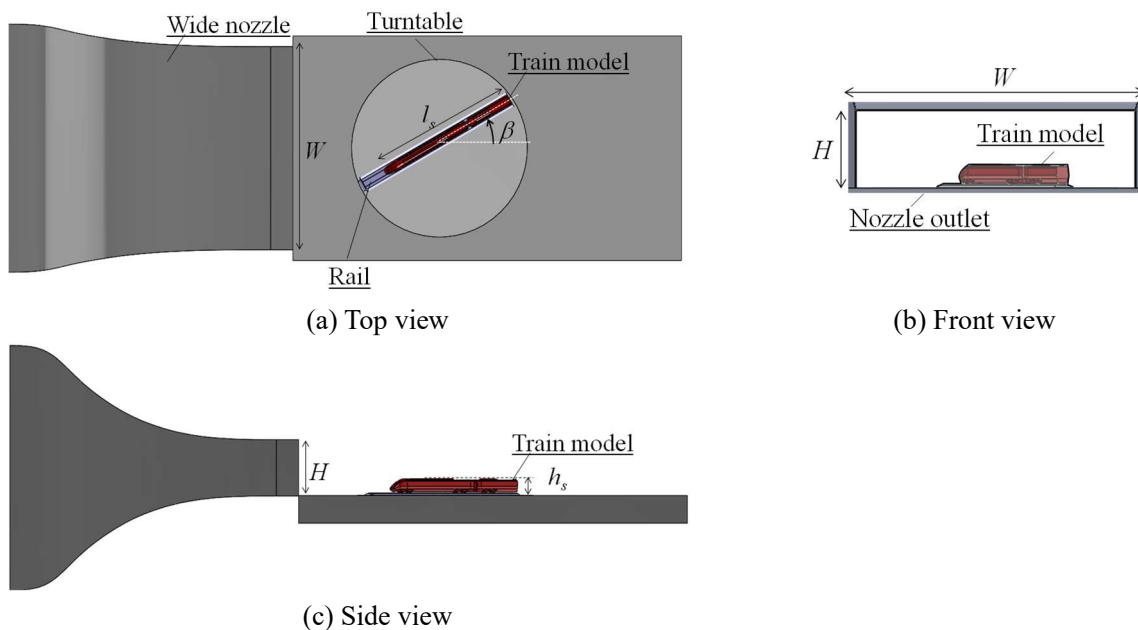 Wide nozzle
Turntable
Train model
l_s
β
W
Rail
(a) Top view
W
H
Train model
Nozzle outlet
(b) Front view
H
Train model
h_s
(c) Side view